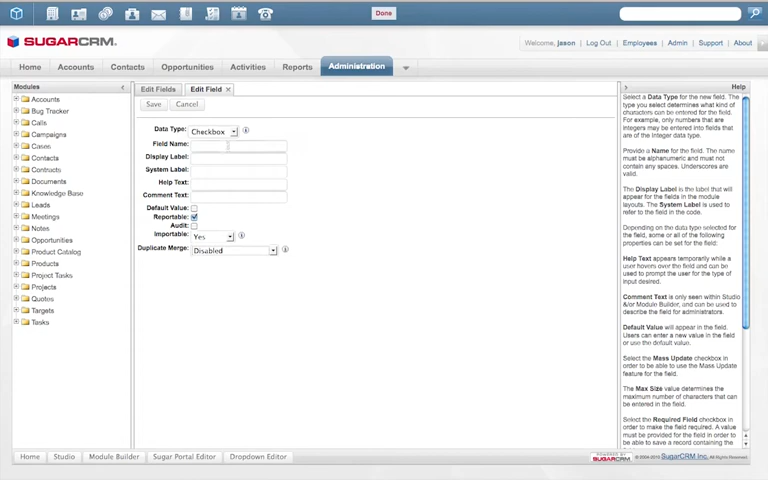 Done
SUGARCRM.
Welcome, jason | Log Out | Employees | Admin | Support | About
Home Accounts Contacts Opportunities Activities Reports Administration
Modules
Accounts
Bug Tracker
Calls
Campaigns
Cases
Contacts
Contracts
Documents
Knowledge Base
Leads
Meetings
Notes
Opportunities
Product Catalog
Products
Project Tasks
Projects
Quotes
Targets
Tasks
Edit Fields Edit Field
Save Cancel
Data Type: Checkbox
Field Name:
Display Label:
System Label:
Help Text:
Comment Text:
Default Value:
Reportable:
Audit:
Importable: Yes
Duplicate Merge: Disabled
Help
Select a Data Type for the new field. The
type you select determines what kind of
characters can be entered for the field.
For example, only numbers that are
integers may be entered into fields that
are of the Integer data type.
Provide a Name for the field. The name
must be alphanumeric and must not
contain any spaces. Underscores are
valid.
The Display Label is the label that will
appear for the fields in the module
layouts. The System Label is used to
refer to the field in the code.
Depending on the data type selected for
the field, some or all of the following
properties can be set for the field:
Help Text appears temporarily while a
user hovers over the field and can be
used to prompt the user for the type of
input desired.
Comment Text is only seen within Studio
&/or Module Builder, and can be used to
describe the field for administrators.
Default Value will appear in the field.
Users can enter a new value in the field
or use the default value.
Select the Mass Update checkbox in
order to be able to use the Mass Update
feature for the field.
The Max Size value determines the
maximum number of characters that can
be entered in the field.
Select the Required Field checkbox in
order to make the field required. A value
must be provided for the field in order to
be able to save a record containing the
Home Studio Module Builder Sugar Portal Editor Dropdown Editor
POWERED BY
SUGARCRM
© 2004-2010 SugarCRM Inc. All Rights Reserved.